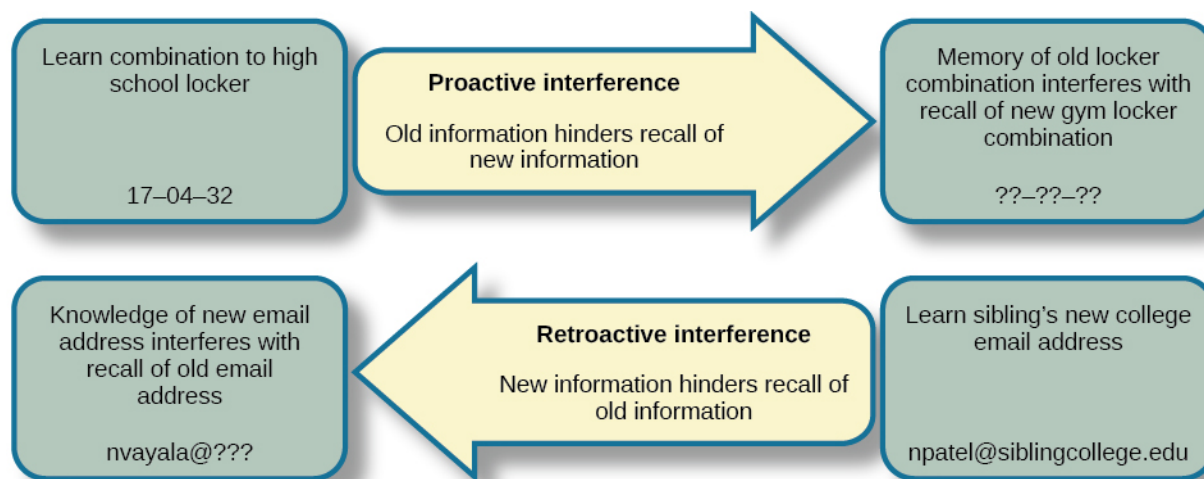 Learn combination to high
school locker
17–04–32
Proactive interference
Old information hinders recall of
new information
Memory of old locker
combination interferes with
recall of new gym locker
combination
??–??–??
Knowledge of new email
address interferes with
recall of old email
address
nvayala@???
Retroactive interference
New information hinders recall of
old information
Learn sibling’s new college
email address
npatel@siblingcollege.edu